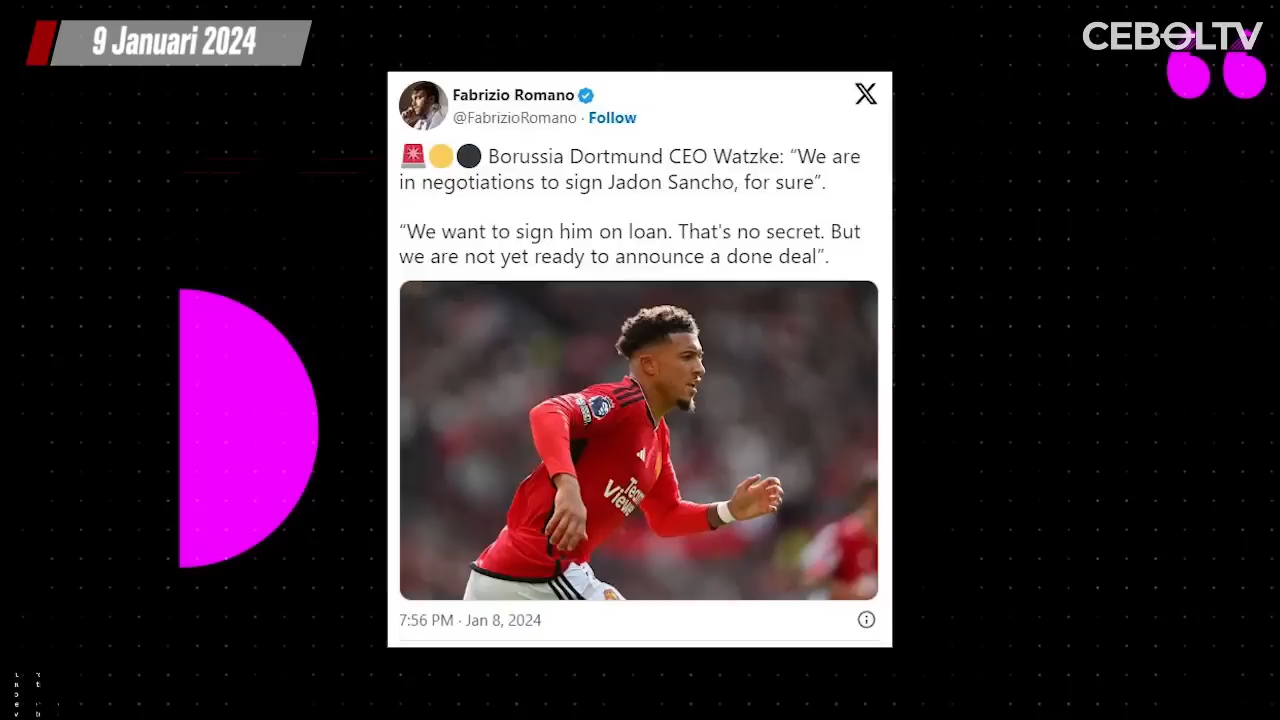 9 Januari 2024
CEBOLTV
Fabrizio Romano
@FabrizioRomano · Follow
Borussia Dortmund CEO Watzke: “We are
in negotiations to sign Jadon Sancho, for sure”.
“We want to sign him on loan. That's no secret. But
we are not yet ready to announce a done deal”.
Team
Viewer
7:56 PM · Jan 8, 2024